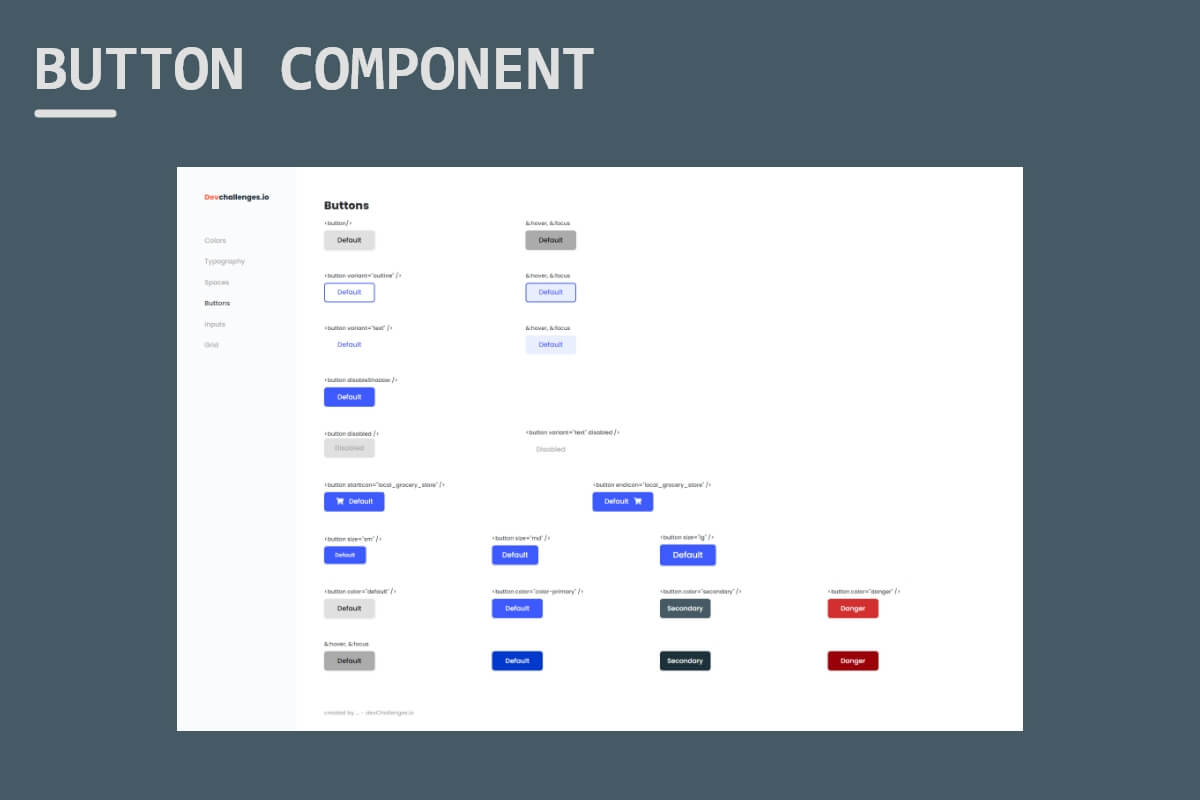 BUTTON COMPONENT
Devchallenges.io
Colors
Typography
Spaces
Buttons
Inputs
Grid
Buttons
<button/> &:hover, &:focus
Default Default
<button variant="outline" /> &:hover, &:focus
Default Default
<button variant="text" /> &:hover, &:focus
Default Default
<button disableShadow />
Default
<button disabled /> <button variant="text" disabled />
Disabled Disabled
<button startIcon="local_grocery_store" /> <button endIcon="local_grocery_store" />
Default Default
<button size="sm" /> <button size="md" /> <button size="lg" />
Default Default Default
<button color="default" /> <button color="color-primary" /> <button color="secondary" /> <button color="danger" />
Default Default Secondary Danger
&:hover, &:focus
Default Default Secondary Danger
created by ... - devChallenges.io